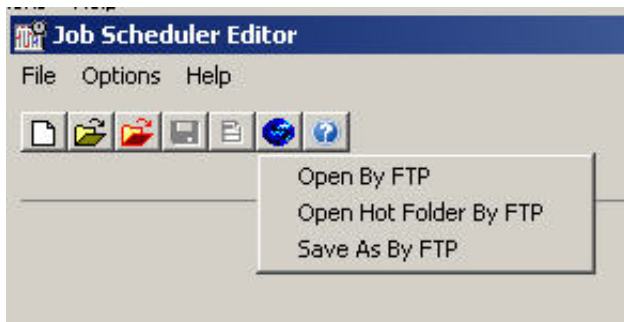 Job Scheduler Editor
File Options Help
Open By FTP
Open Hot Folder By FTP
Save As By FTP